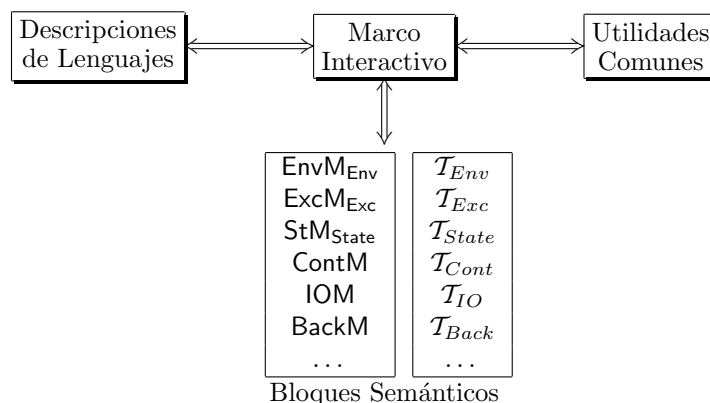 Descripciones
de Lenguajes
Marco
Interactivo
Utilidades
Comunes
EnvM_Env T_Env
ExcM_Exc T_Exc
StM_State T_State
ContM T_Cont
IOM T_IO
BackM T_Back
... ...
Bloques Semánticos